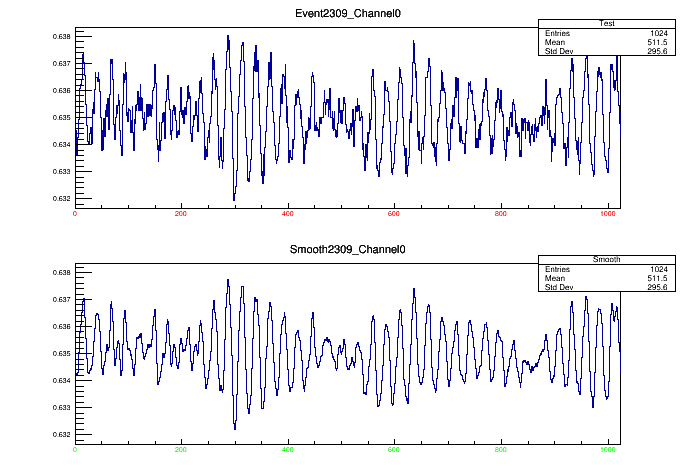 Event2309_Channel0
Test
Entries 1024
Mean 511.5
Std Dev 295.6
0.638
0.637
0.636
0.635
0.634
0.633
0.632
0 200 400 600 800 1000
Smooth2309_Channel0
Smooth
Entries 1024
Mean 511.5
Std Dev 295.6
0.638
0.637
0.636
0.635
0.634
0.633
0.632
0 200 400 600 800 1000